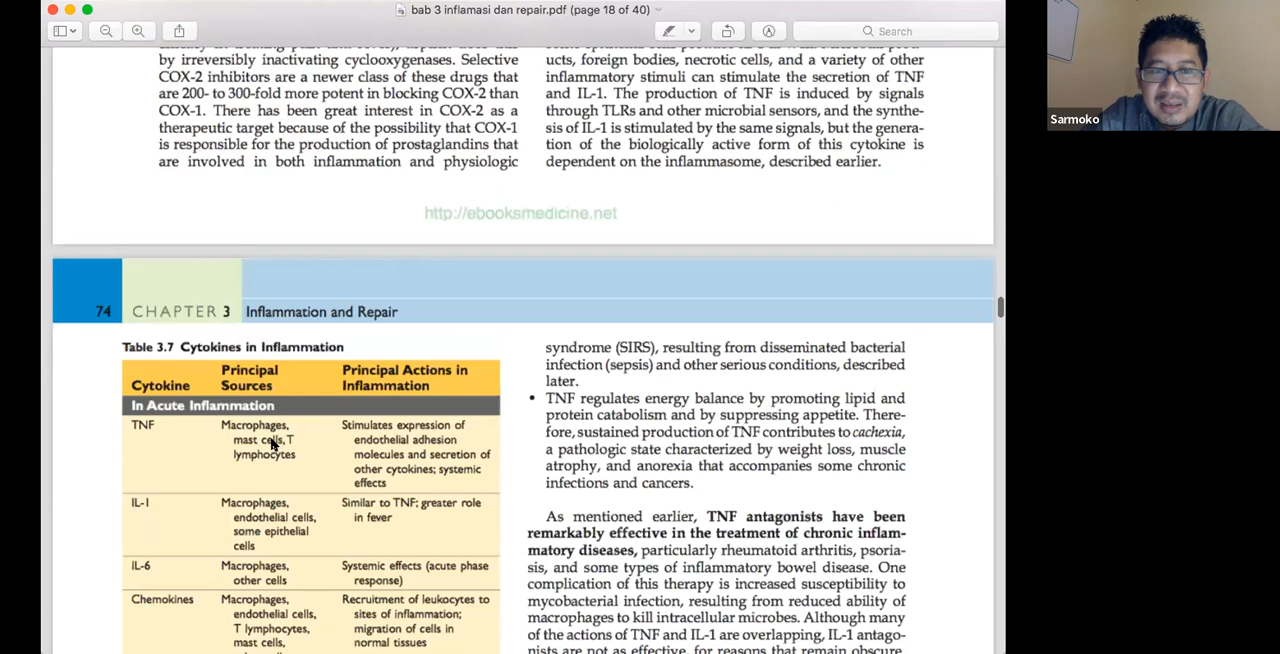 bab 3 inflamasi dan repair.pdf (page 18 of 40)
Search
Sarmoko
by irreversibly inactivating cyclooxygenases. Selective
COX-2 inhibitors are a newer class of these drugs that
are 200- to 300-fold more potent in blocking COX-2 than
COX-1. There has been great interest in COX-2 as a
therapeutic target because of the possibility that COX-1
is responsible for the production of prostaglandins that
are involved in both inflammation and physiologic
ucts, foreign bodies, necrotic cells, and a variety of other
inflammatory stimuli can stimulate the secretion of TNF
and IL-1. The production of TNF is induced by signals
through TLRs and other microbial sensors, and the synthe-
sis of IL-1 is stimulated by the same signals, but the genera-
tion of the biologically active form of this cytokine is
dependent on the inflammasome, described earlier.
http://ebooksmedicine.net
74 CHAPTER 3 Inflammation and Repair
Table 3.7 Cytokines in Inflammation
Cytokine
Principal
Sources
Principal Actions in
Inflammation
In Acute Inflammation
TNF
Macrophages,
mast cells, T
lymphocytes
Stimulates expression of
endothelial adhesion
molecules and secretion of
other cytokines; systemic
effects
IL-1
Macrophages,
endothelial cells,
some epithelial
cells
Similar to TNF; greater role
in fever
IL-6
Macrophages,
other cells
Systemic effects (acute phase
response)
Chemokines
Macrophages,
endothelial cells,
T lymphocytes,
mast cells,
Recruitment of leukocytes to
sites of inflammation;
migration of cells in
normal tissues
syndrome (SIRS), resulting from disseminated bacterial
infection (sepsis) and other serious conditions, described
later.
• TNF regulates energy balance by promoting lipid and
protein catabolism and by suppressing appetite. There-
fore, sustained production of TNF contributes to cachexia,
a pathologic state characterized by weight loss, muscle
atrophy, and anorexia that accompanies some chronic
infections and cancers.
As mentioned earlier, TNF antagonists have been
remarkably effective in the treatment of chronic inflam-
matory diseases, particularly rheumatoid arthritis, psoria-
sis, and some types of inflammatory bowel disease. One
complication of this therapy is increased susceptibility to
mycobacterial infection, resulting from reduced ability of
macrophages to kill intracellular microbes. Although many
of the actions of TNF and IL-1 are overlapping, IL-1 antago-
nists are not as effective, for reasons that remain obscure.